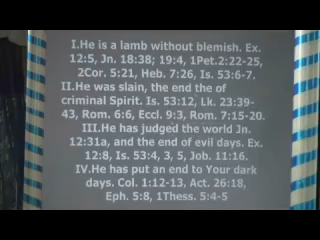 I.He is a lamb without blemish. Ex.
12:5, Jn. 18:38; 19:4, 1Pet.2:22-25,
2Cor. 5:21, Heb. 7:26, Is. 53:6-7.
II.He was slain, the end the of
criminal Spirit. Is. 53:12, Lk. 23:39-
43, Rom. 6:6, Eccl. 9:3, Rom. 7:15-20.
III.He has judged the world Jn.
12:31a, and the end of evil days. Ex.
12:8, Is. 53:4, 3, 5, Job. 11:16.
IV.He has put an end to Your dark
days. Col. 1:12-13, Act. 26:18,
Eph. 5:8, 1Thess. 5:4-5